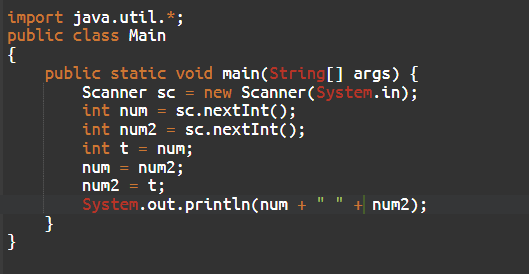 import java.util.*;
public class Main
{
    public static void main(String[] args) {
        Scanner sc = new Scanner(System.in);
        int num = sc.nextInt();
        int num2 = sc.nextInt();
        int t = num;
        num = num2;
        num2 = t;
        System.out.println(num + " " + num2);
    }
}